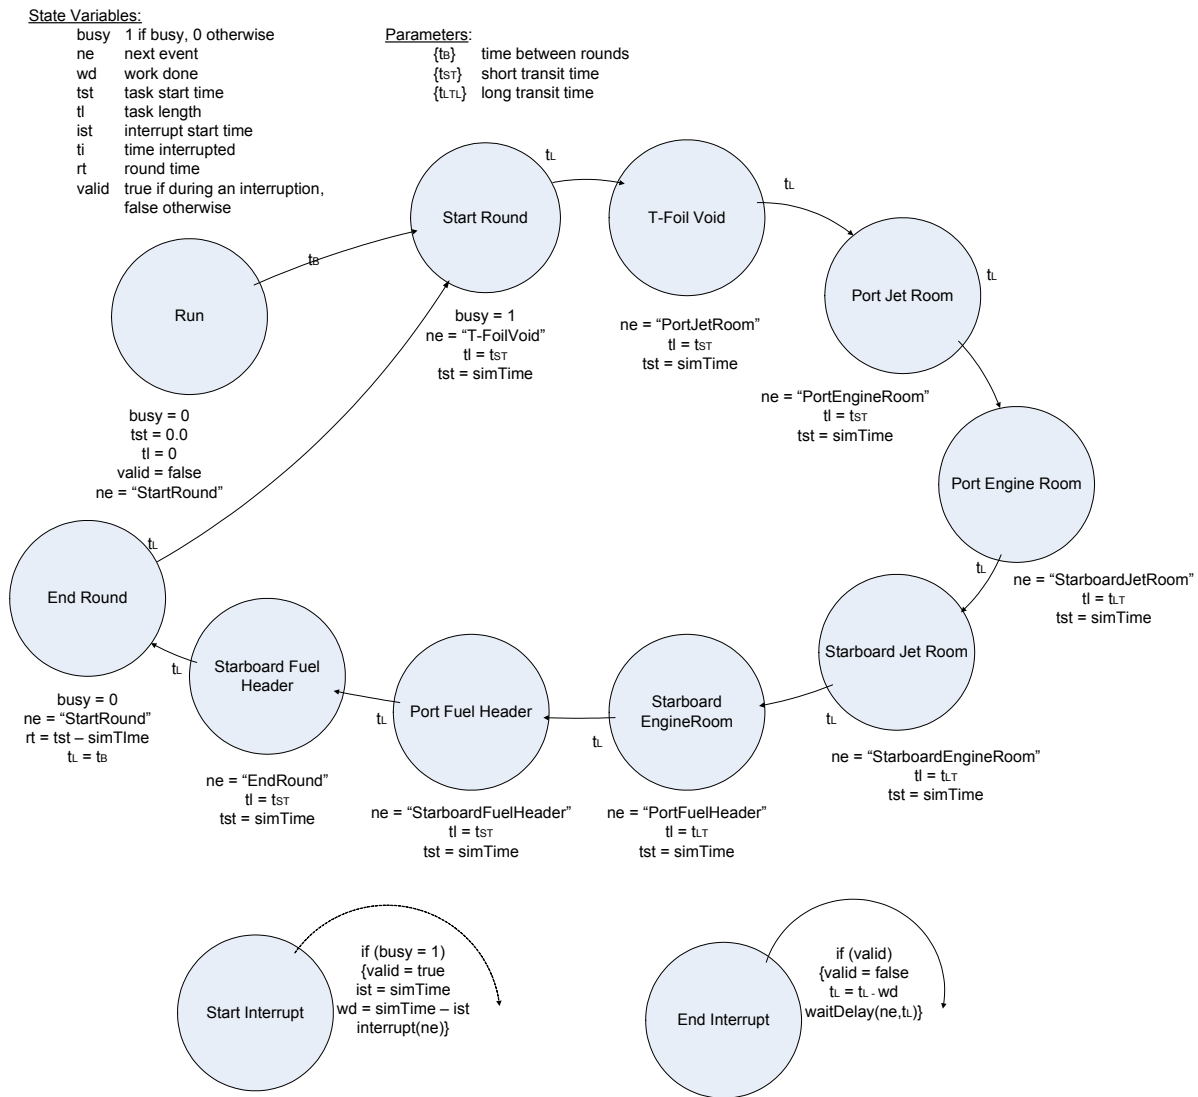 State Variables:
busy 1 if busy, 0 otherwise
ne next event
wd work done
tst task start time
tl task length
ist interrupt start time
ti time interrupted
rt round time
valid true if during an interruption,
false otherwise
Parameters:
{tB} time between rounds
{tST} short transit time
{tLTL} long transit time
Run
tB
busy = 0
tst = 0.0
tl = 0
valid = false
ne = “StartRound”
Start Round
tL
busy = 1
ne = “T-FoilVoid”
tl = tST
tst = simTime
T-Foil Void
tL
ne = “PortJetRoom”
tl = tST
tst = simTime
Port Jet Room
tL
ne = “PortEngineRoom”
tl = tST
tst = simTime
Port Engine Room
tL
ne = “StarboardJetRoom”
tl = tLT
tst = simTime
Starboard Jet Room
tL
ne = “StarboardEngineRoom”
tl = tLT
tst = simTime
Starboard
EngineRoom
tL
ne = “PortFuelHeader”
tl = tLT
tst = simTime
Port Fuel Header
tL
ne = “StarboardFuelHeader”
tl = tST
tst = simTime
Starboard Fuel
Header
tL
ne = “EndRound”
tl = tST
tst = simTime
End Round
tL
busy = 0
ne = “StartRound”
rt = tst – simTIme
tL = tB
Start Interrupt
if (busy = 1)
{valid = true
ist = simTime
wd = simTime – ist
interrupt(ne)}
End Interrupt
if (valid)
{valid = false
tL = tL - wd
waitDelay(ne,tL)}